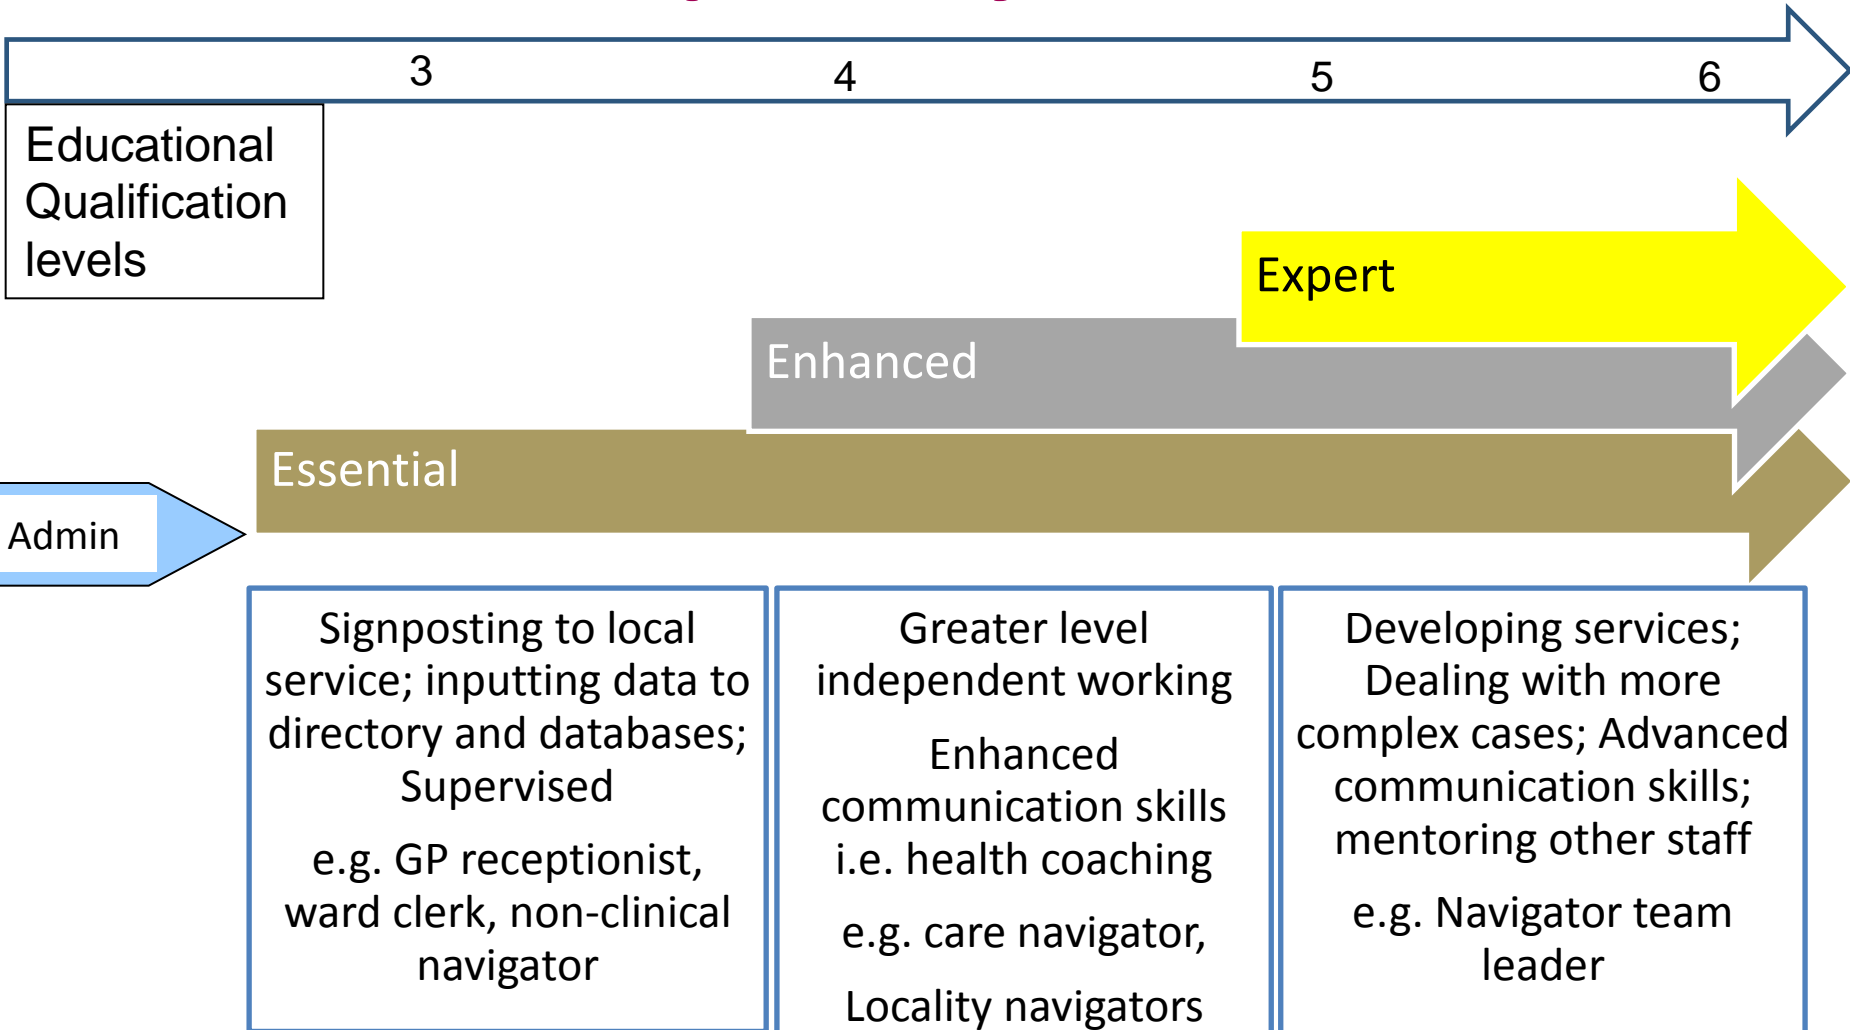 3 4 5 6
Educational
Qualification
levels
Expert
Enhanced
Essential
Admin
Signposting to local
service; inputting data to
directory and databases;
Supervised
e.g. GP receptionist,
ward clerk, non-clinical
navigator
Greater level
independent working
Enhanced
communication skills
i.e. health coaching
e.g. care navigator,
Locality navigators
Developing services;
Dealing with more
complex cases; Advanced
communication skills;
mentoring other staff
e.g. Navigator team
leader